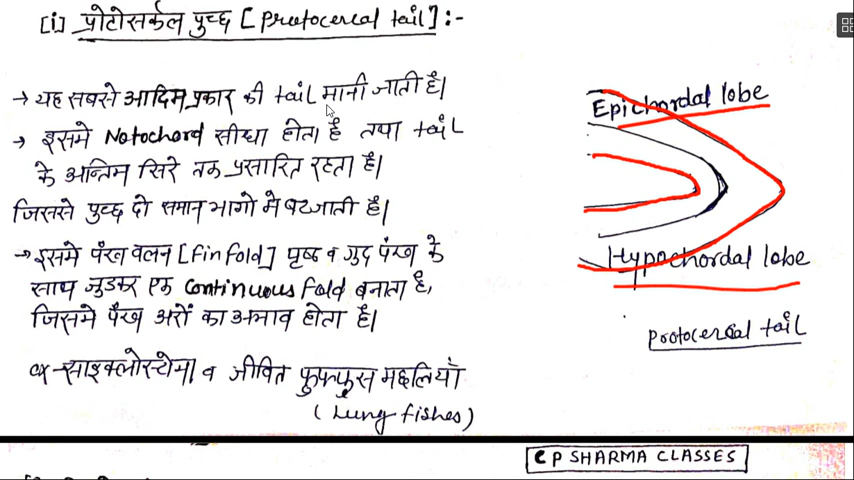 [i] प्रोटोसर्कल पुच्छ [Protocercal tail] :-
→ यह सबसे आदिम प्रकार की tail मानी जाती है।
→ इसमे Notochord सीधा होता है तथा tail
के अन्तिम सिरे तक प्रसारित रहता है।
जिससे पुच्छ दो समान भागो मे बट जाती है।
→ इसमे पंख वलन [fin fold] पृष्ठ व गुद पंख के
साथ जुडकर एक continuous fold बनाता है,
जिसमे पंख अरों का अभाव होता है।
ex - साइक्लोस्टोमा व जीवित फुफ्फुस मछलियाँ
(Lung fishes)
Epichordal lobe
Hypochordal lobe
Protocercal tail
CP SHARMA CLASSES